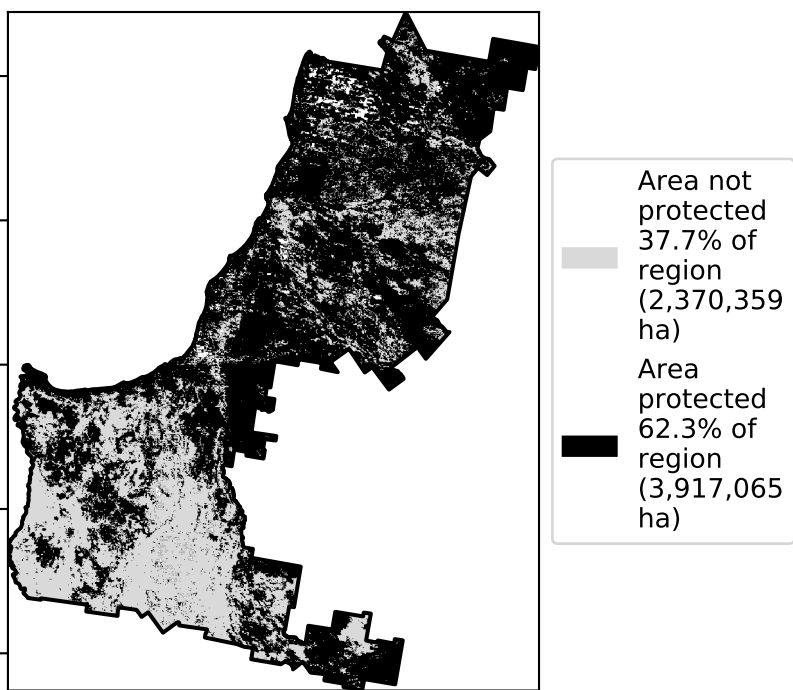 Area not
protected
37.7% of
region
(2,370,359
ha)
Area
protected
62.3% of
region
(3,917,065
ha)